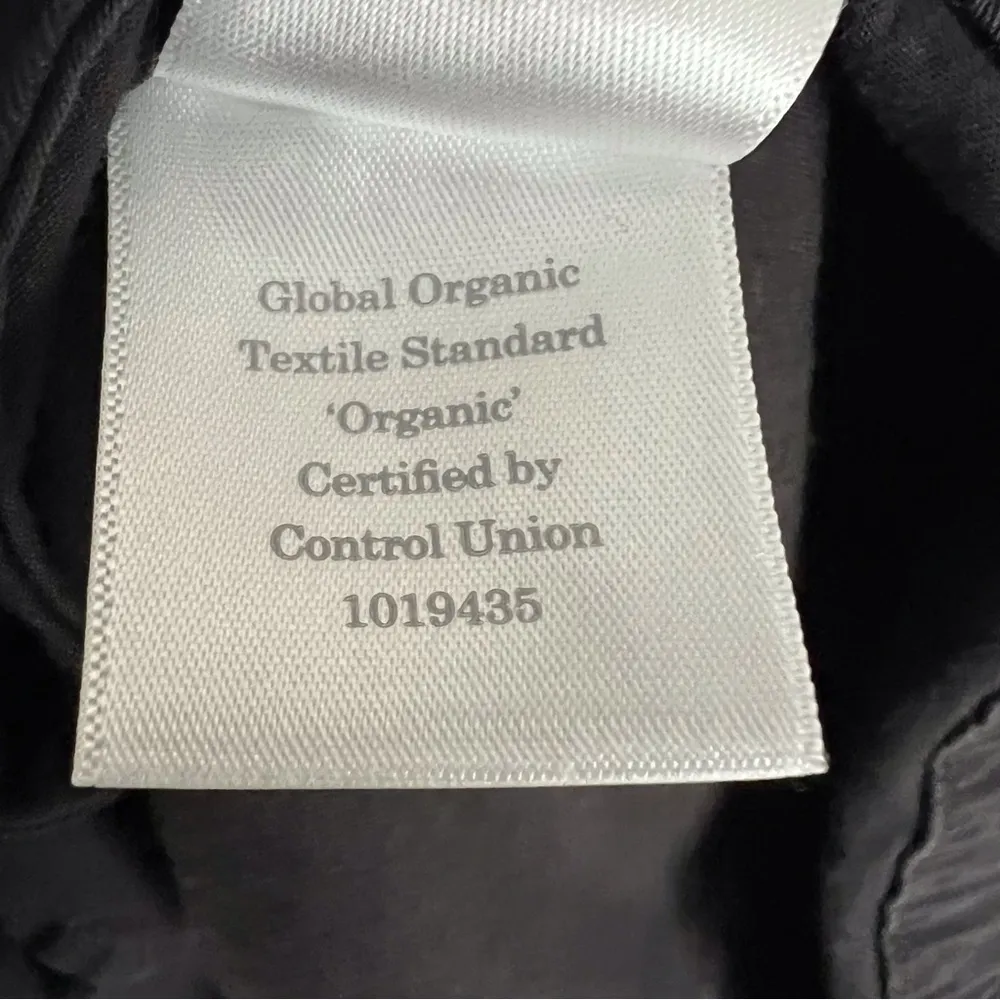 Global Organic
Textile Standard
‘Organic’
Certified by
Control Union
1019435